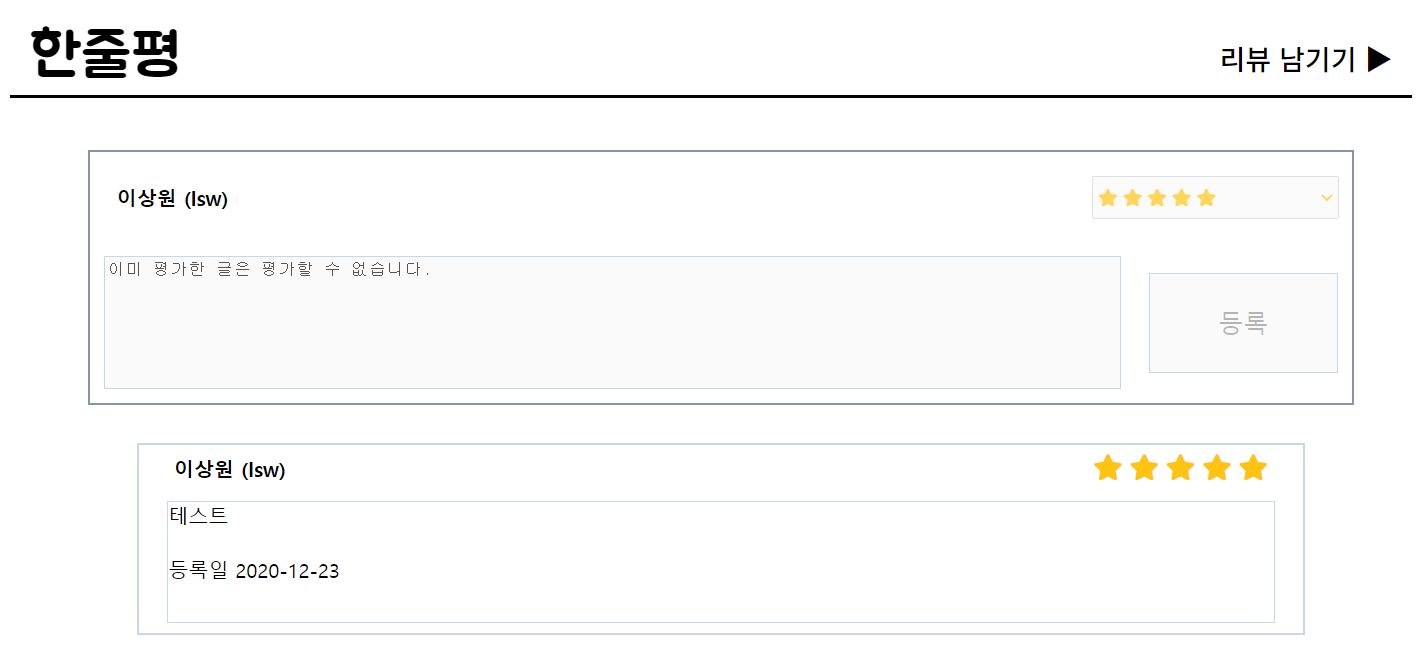 한줄평
리뷰 남기기 ▶
이상원 (lsw)
이미 평가한 글은 평가할 수 없습니다.
등록
이상원 (lsw)
테스트
등록일 2020-12-23